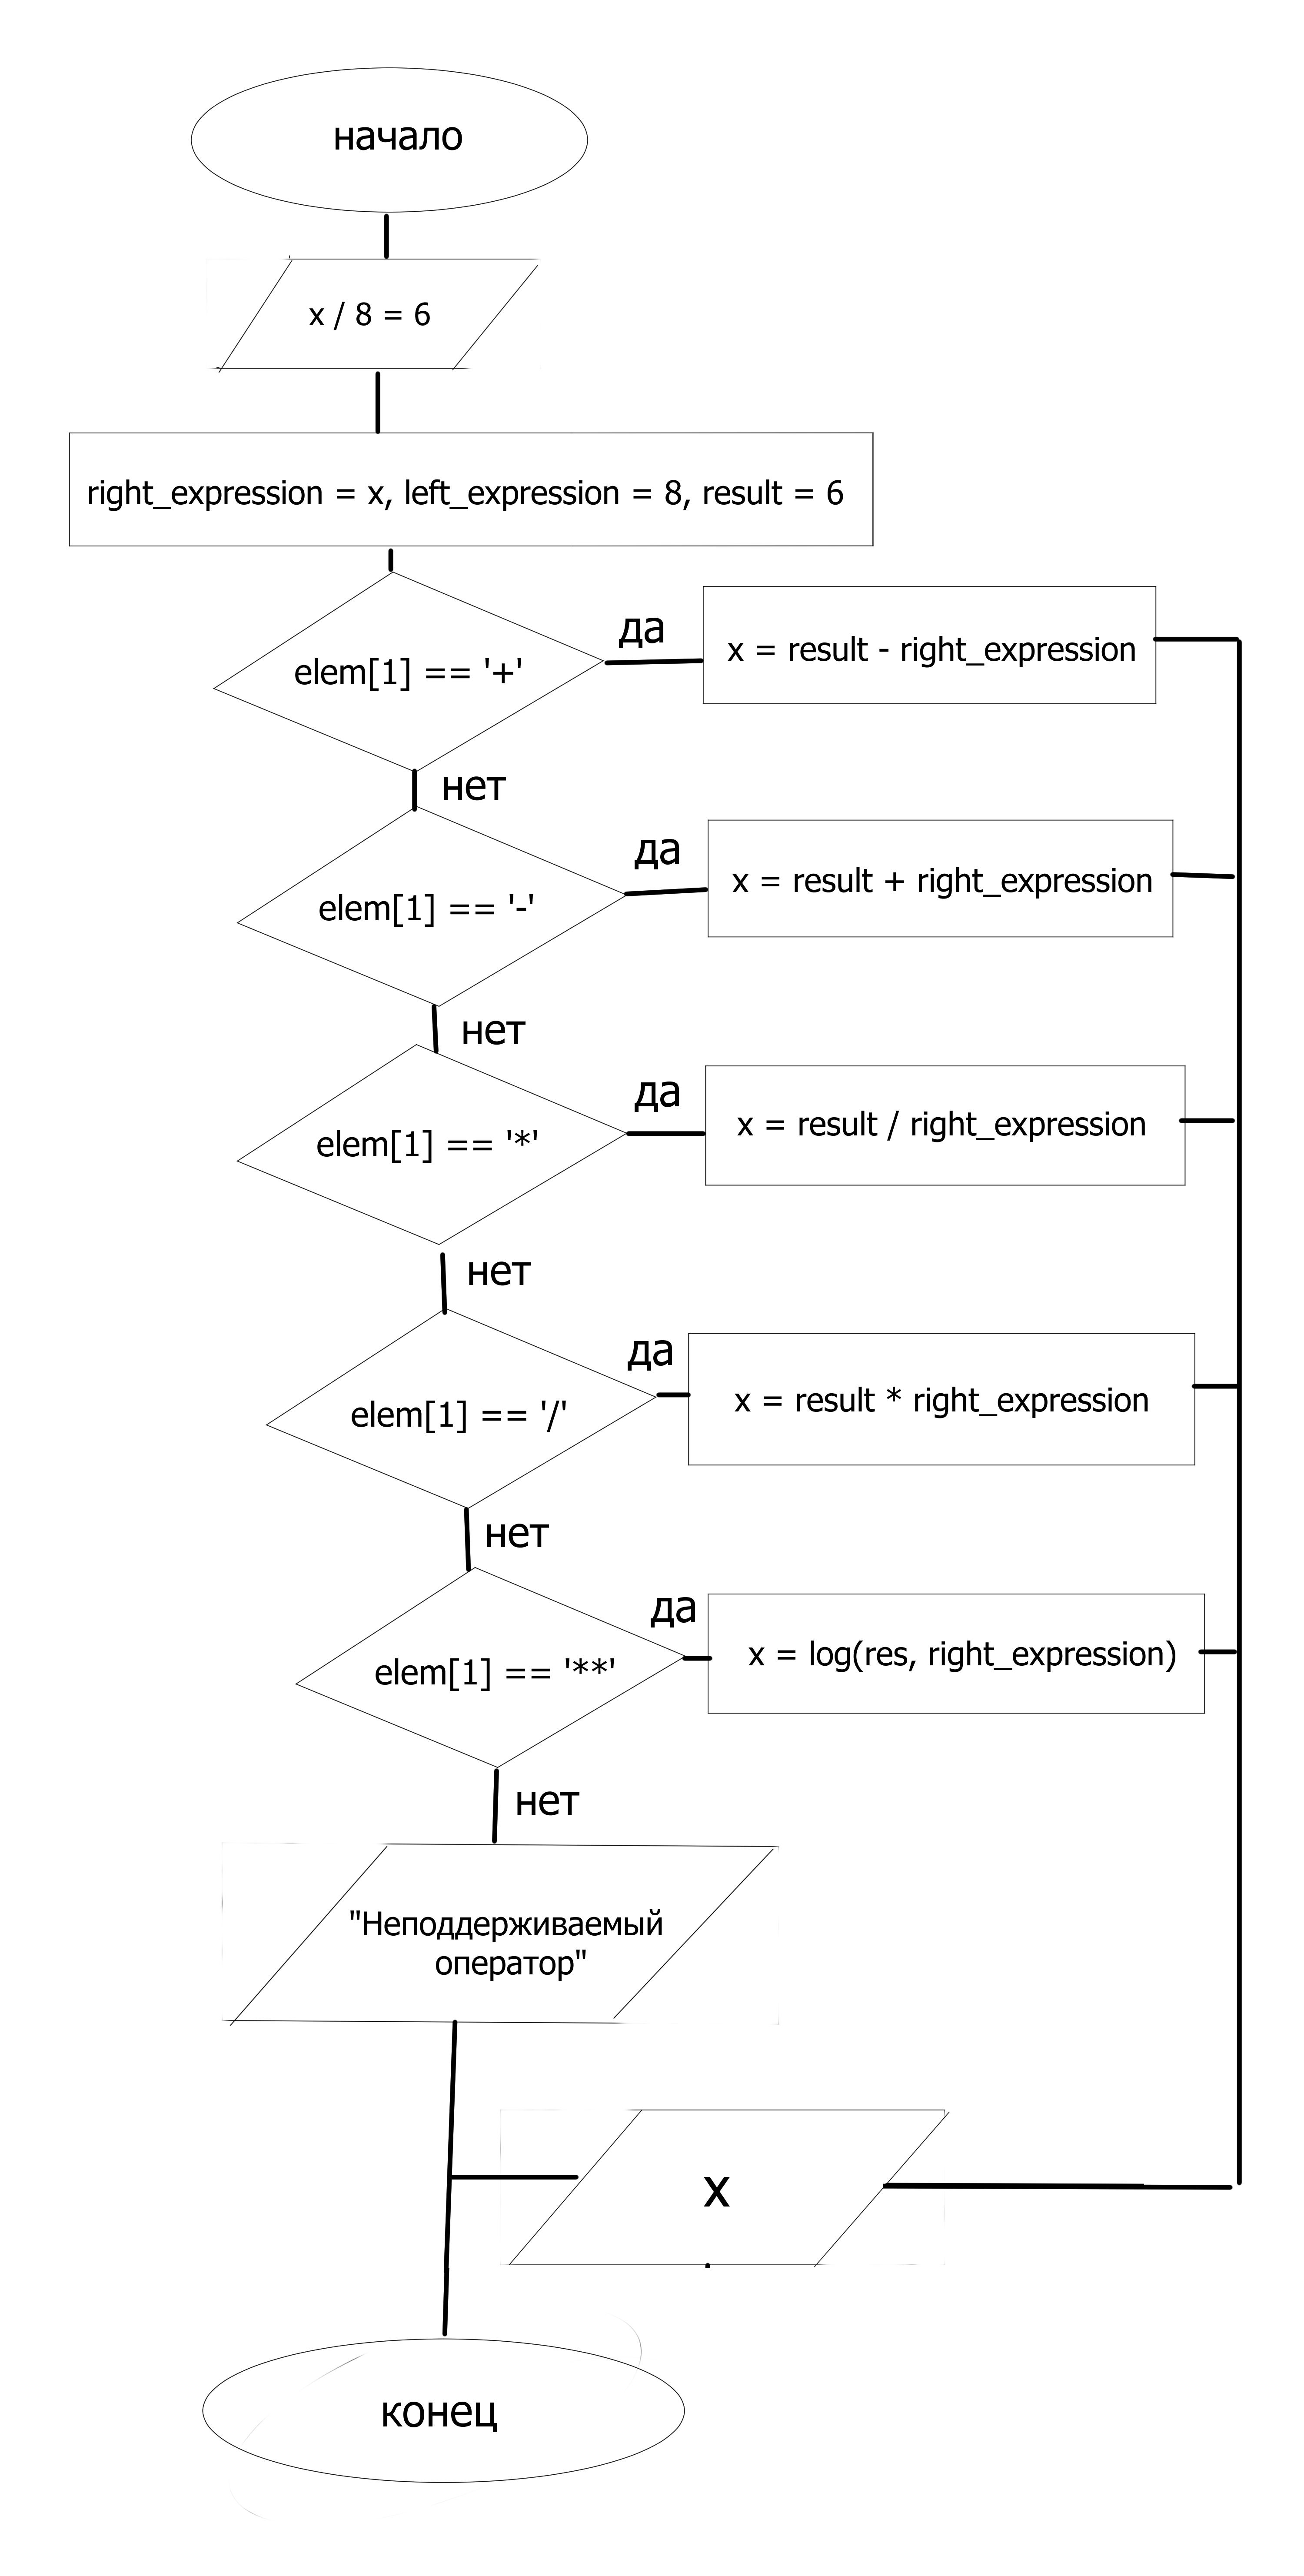 начало
x / 8 = 6
right_expression = x, left_expression = 8, result = 6
elem[1] == '+'
да
x = result - right_expression
нет
elem[1] == '-'
да
x = result + right_expression
нет
elem[1] == '*'
да
x = result / right_expression
нет
elem[1] == '/'
да
x = result * right_expression
нет
elem[1] == '**'
да
x = log(res, right_expression)
нет
"Неподдерживаемый
оператор"
x
конец